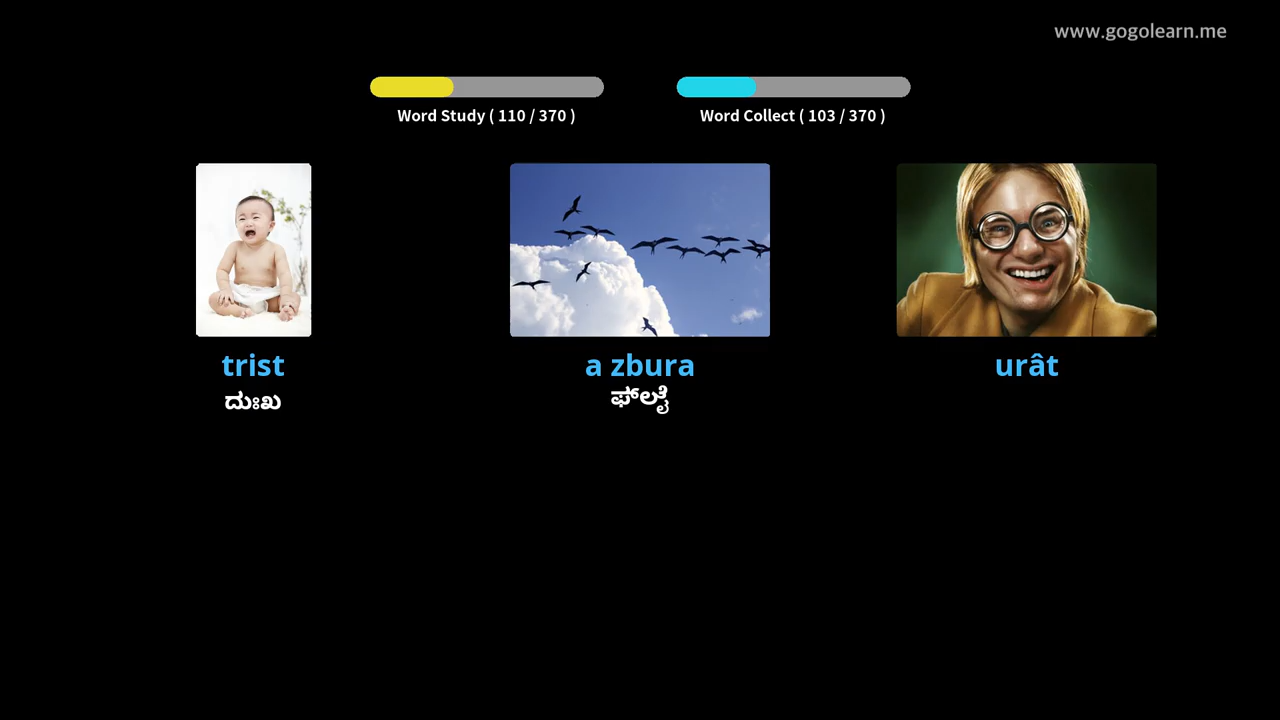 www.gogolearn.me
Word Study ( 110 / 370 )
Word Collect ( 103 / 370 )
trist
a zbura
urât
ದುಃಖ
ಫ್ಲೈ